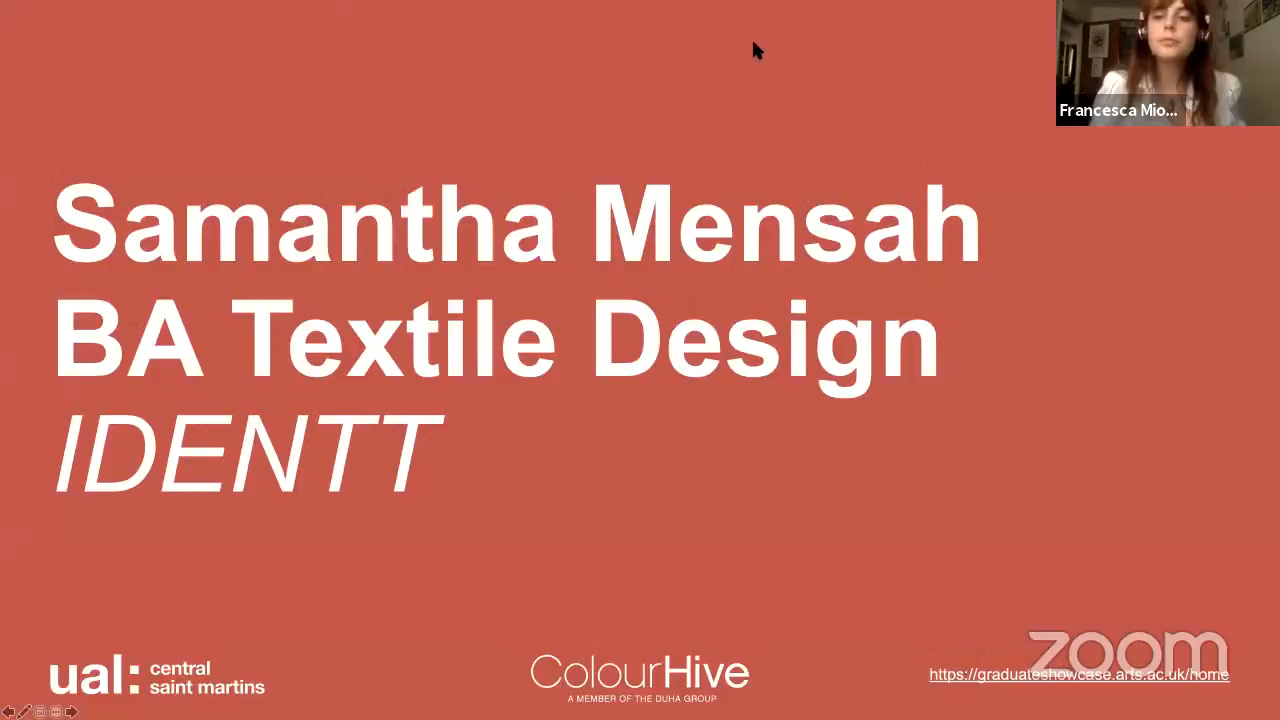 Francesca Mio...
Samantha Mensah
BA Textile Design
IDENTT
ual: central
saint martins
ColourHive
A MEMBER OF THE DUHA GROUP
zoom
https://graduateshowcase.arts.ac.uk/home